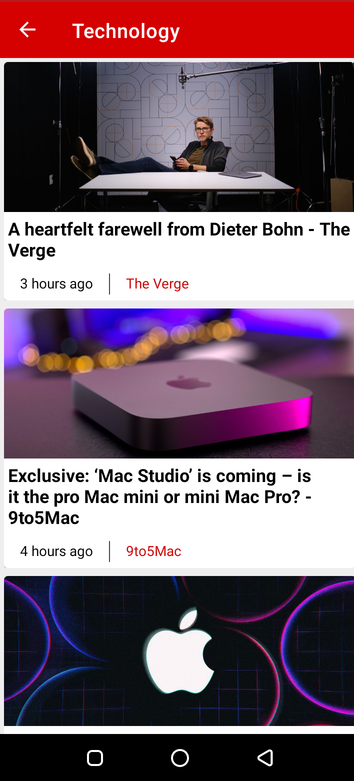 Technology
A heartfelt farewell from Dieter Bohn - The
Verge
3 hours ago
The Verge
Exclusive: ‘Mac Studio’ is coming – is
it the pro Mac mini or mini Mac Pro? -
9to5Mac
4 hours ago
9to5Mac